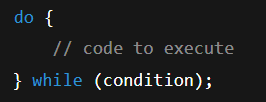 do {
    // code to execute
} while (condition);